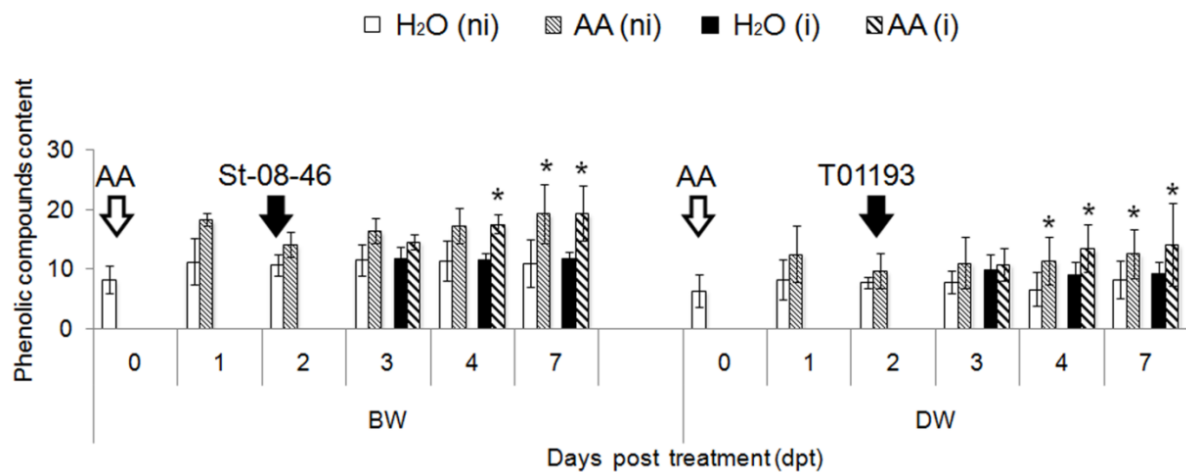 H₂O (ni) AA (ni) H₂O (i) AA (i)
Phenolic compounds content
30
20
10
0
AA St-08-46 * * * AA T01193 * * * *
0 1 2 3 4 7 0 1 2 3 4 7
BW DW
Days post treatment (dpt)